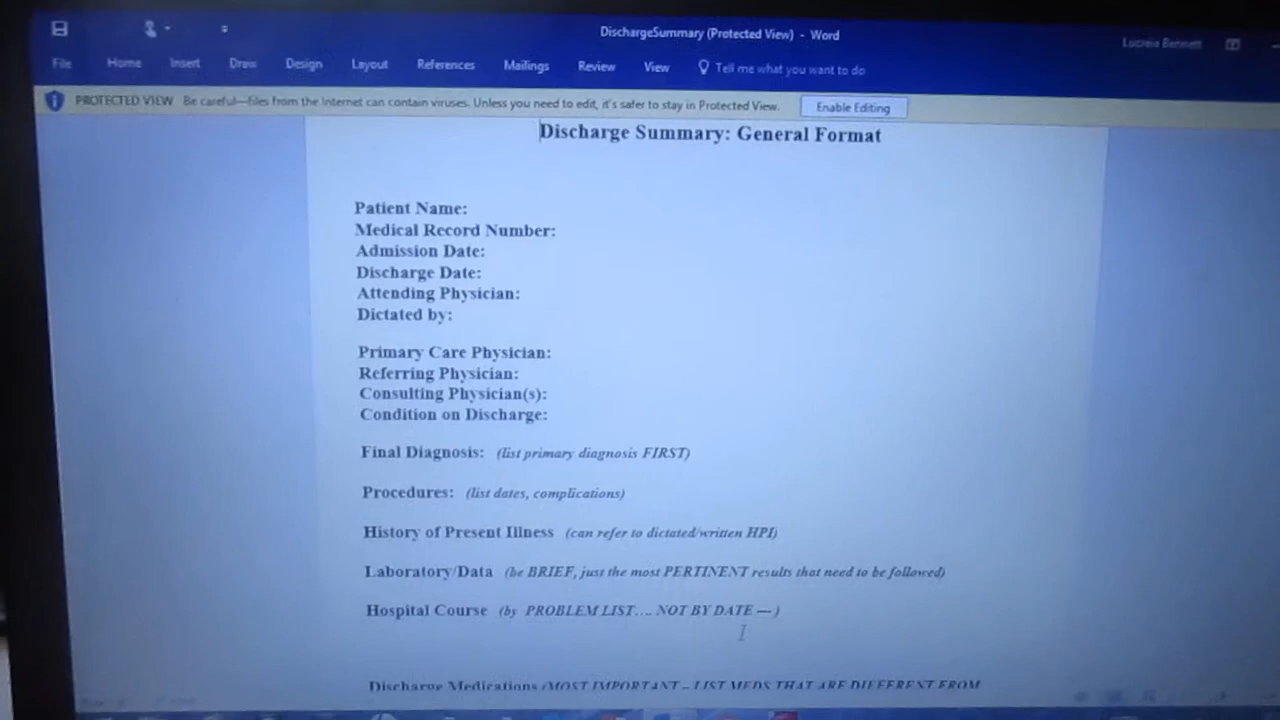 DischargeSummary (Protected View) - Word
Lucreia Bennett
File Home Insert Draw Design Layout References Mailings Review View Tell me what you want to do
PROTECTED VIEW Be careful—files from the Internet can contain viruses. Unless you need to edit, it's safer to stay in Protected View. Enable Editing
Discharge Summary: General Format
Patient Name:
Medical Record Number:
Admission Date:
Discharge Date:
Attending Physician:
Dictated by:
Primary Care Physician:
Referring Physician:
Consulting Physician(s):
Condition on Discharge:
Final Diagnosis: (list primary diagnosis FIRST)
Procedures: (list dates, complications)
History of Present Illness (can refer to dictated/written HPI)
Laboratory/Data (be BRIEF, just the most PERTINENT results that need to be followed)
Hospital Course (by PROBLEM LIST.... NOT BY DATE — )
Discharge Medications (MOST IMPORTANT – LIST MEDS THAT ARE DIFFERENT FROM